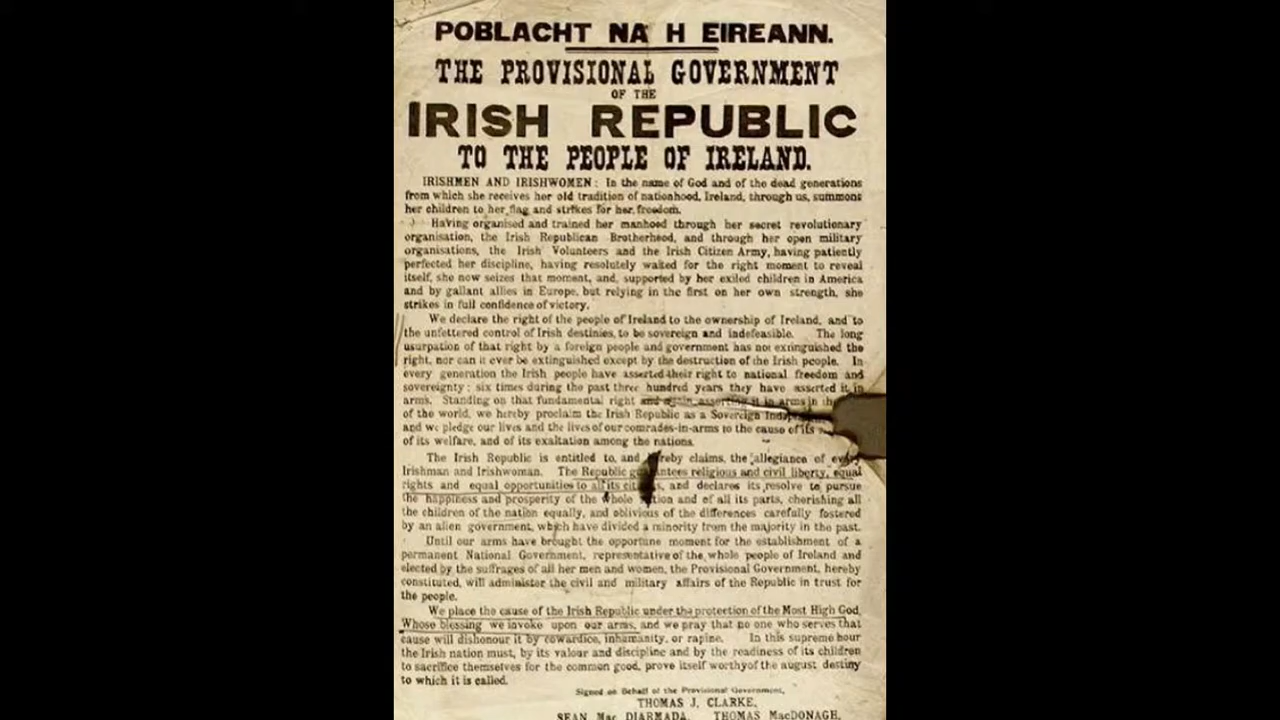 POBLACHT NA H EIREANN.
THE PROVISIONAL GOVERNMENT
OF THE
IRISH REPUBLIC
TO THE PEOPLE OF IRELAND.
IRISHMEN AND IRISHWOMEN : In the name of God and of the dead generations
from which she receives her old tradition of nationhood, Ireland, through us, summons
her children to her flag and strikes for her freedom.
Having organised and trained her manhood through her secret revolutionary
organisation, the Irish Republican Brotherhood, and through her open military
organisations, the Irish Volunteers and the Irish Citizen Army, having patiently
perfected her discipline, having resolutely waited for the right moment to reveal
itself, she now seizes that moment, and, supported by her exiled children in America
and by gallant allies in Europe, but relying in the first on her own strength, she
strikes in full confidence of victory.
We declare the right of the people of Ireland to the ownership of Ireland, and to
the unfettered control of Irish destinies, to be sovereign and indefeasible. The long
usurpation of that right by a foreign people and government has not extinguished the
right, nor can it ever be extinguished except by the destruction of the Irish people. In
every generation the Irish people have asserted their right to national freedom and
sovereignty ; six times during the past three hundred years they have asserted it in
arms. Standing on that fundamental right and again asserting it in arms in the
of the world, we hereby proclaim the Irish Republic as a Sovereign
and we pledge our lives and the lives of our comrades-in-arms to the cause of its
of its welfare, and of its exaltation among the nations.
The Irish Republic is entitled to, and hereby claims, the allegiance of every
Irishman and Irishwoman. The Republic guarantees religious and civil liberty, equal
rights and equal opportunities to all its citizens, and declares its resolve to pursue
the happiness and prosperity of the whole nation and of all its parts, cherishing all
the children of the nation equally, and oblivious of the differences carefully fostered
by an alien government, which have divided a minority from the majority in the past.
Until our arms have brought the opportune moment for the establishment of a
permanent National Government, representative of the whole people of Ireland and
elected by the suffrages of all her men and women, the Provisional Government, hereby
constituted, will administer the civil and military affairs of the Republic in trust for
the people.
We place the cause of the Irish Republic under the protection of the Most High God,
Whose blessing we invoke upon our arms, and we pray that no one who serves that
cause will dishonour it by cowardice, inhumanity, or rapine. In this supreme hour
the Irish nation must, by its valour and discipline and by the readiness of its children
to sacrifice themselves for the common good, prove itself worthy of the august destiny
to which it is called.
Signed on Behalf of the Provisional Government,
THOMAS J. CLARKE,
SEAN Mac DIARMADA, THOMAS MacDONAGH,